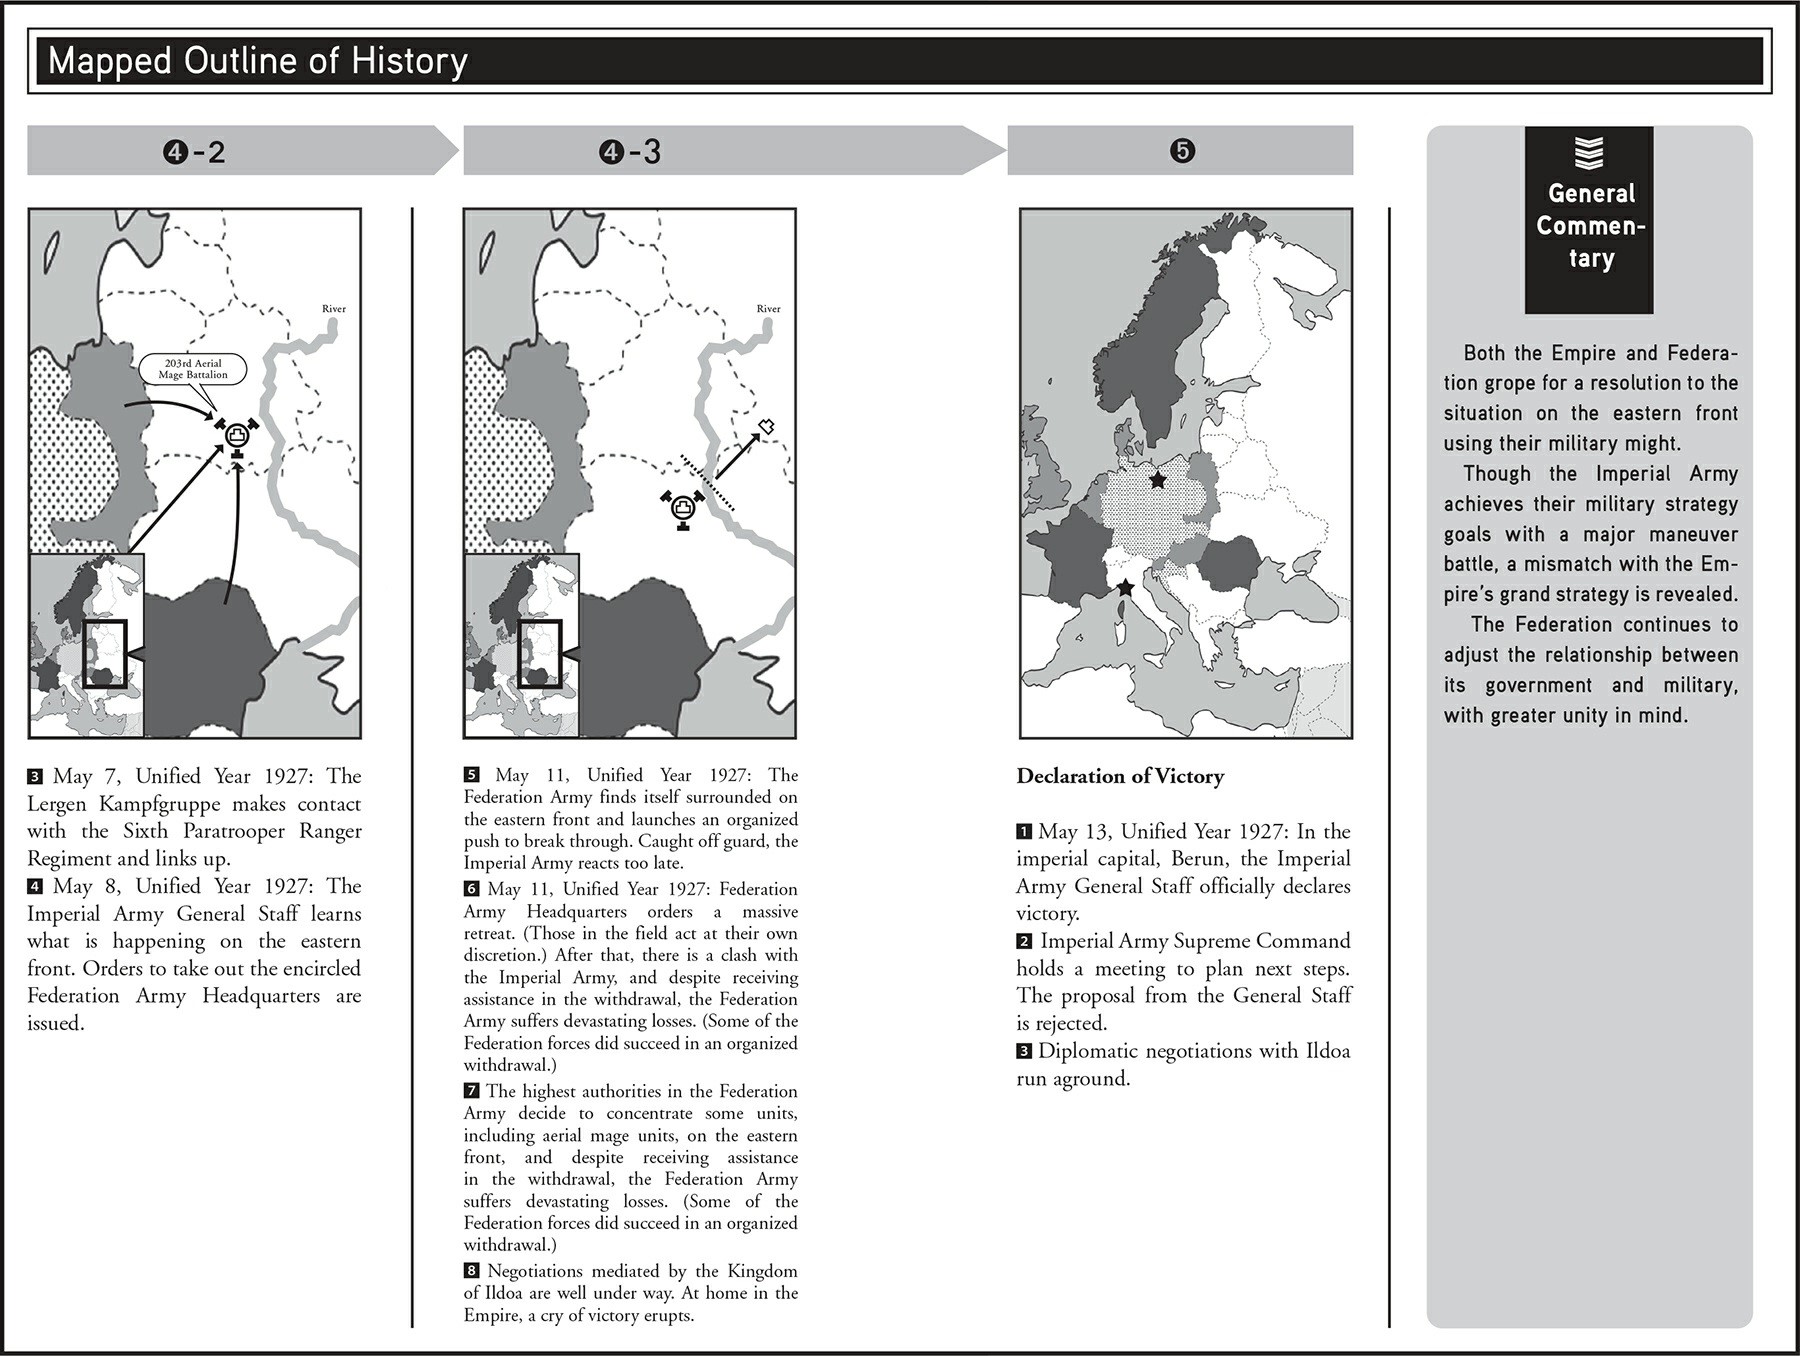 Mapped Outline of History
❹-2
River
203rd Aerial
Mage Battalion
3 May 7, Unified Year 1927: The
Lergen Kampfgruppe makes contact
with the Sixth Paratrooper Ranger
Regiment and links up.
4 May 8, Unified Year 1927: The
Imperial Army General Staff learns
what is happening on the eastern
front. Orders to take out the encircled
Federation Army Headquarters are
issued.
❹-3
River
5 May 11, Unified Year 1927: The
Federation Army finds itself surrounded on
the eastern front and launches an organized
push to break through. Caught off guard, the
Imperial Army reacts too late.
6 May 11, Unified Year 1927: Federation
Army Headquarters orders a massive
retreat. (Those in the field act at their own
discretion.) After that, there is a clash with
the Imperial Army, and despite receiving
assistance in the withdrawal, the Federation
Army suffers devastating losses. (Some of the
Federation forces did succeed in an organized
withdrawal.)
7 The highest authorities in the Federation
Army decide to concentrate some units,
including aerial mage units, on the eastern
front, and despite receiving assistance
in the withdrawal, the Federation Army
suffers devastating losses. (Some of the
Federation forces did succeed in an organized
withdrawal.)
8 Negotiations mediated by the Kingdom
of Ildoa are well under way. At home in the
Empire, a cry of victory erupts.
❺
Declaration of Victory
1 May 13, Unified Year 1927: In the
imperial capital, Berun, the Imperial
Army General Staff officially declares
victory.
2 Imperial Army Supreme Command
holds a meeting to plan next steps.
The proposal from the General Staff
is rejected.
3 Diplomatic negotiations with Ildoa
run aground.
General
Commen-
tary
Both the Empire and Federa-
tion grope for a resolution to the
situation on the eastern front
using their military might.
Though the Imperial Army
achieves their military strategy
goals with a major maneuver
battle, a mismatch with the Em-
pire's grand strategy is revealed.
The Federation continues to
adjust the relationship between
its government and military,
with greater unity in mind.